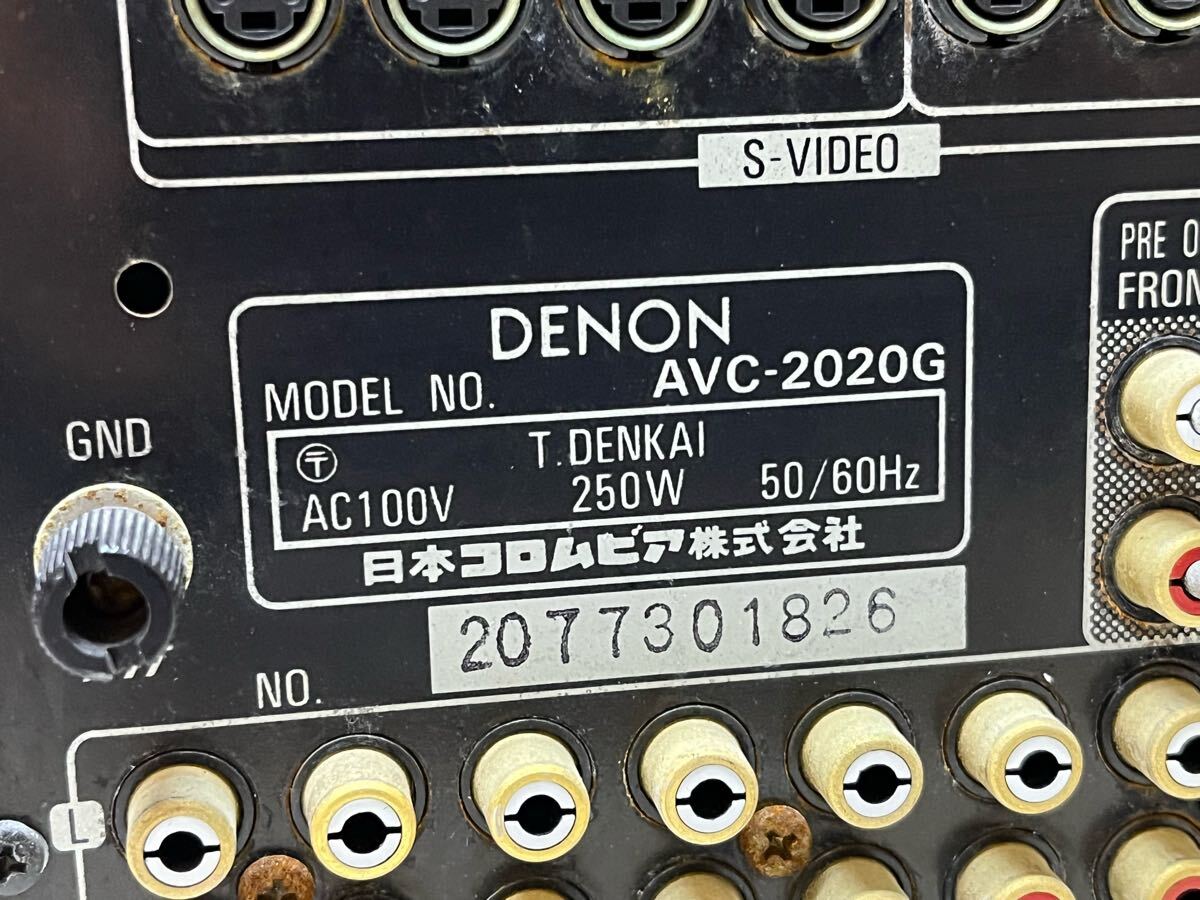 S-VIDEO
PRE
DENON
MODEL NO. AVC-2020G
GND
〒 T.DENKAI
AC100V 250W 50/60Hz
日本コロムビア株式会社
2077301826
NO.
L